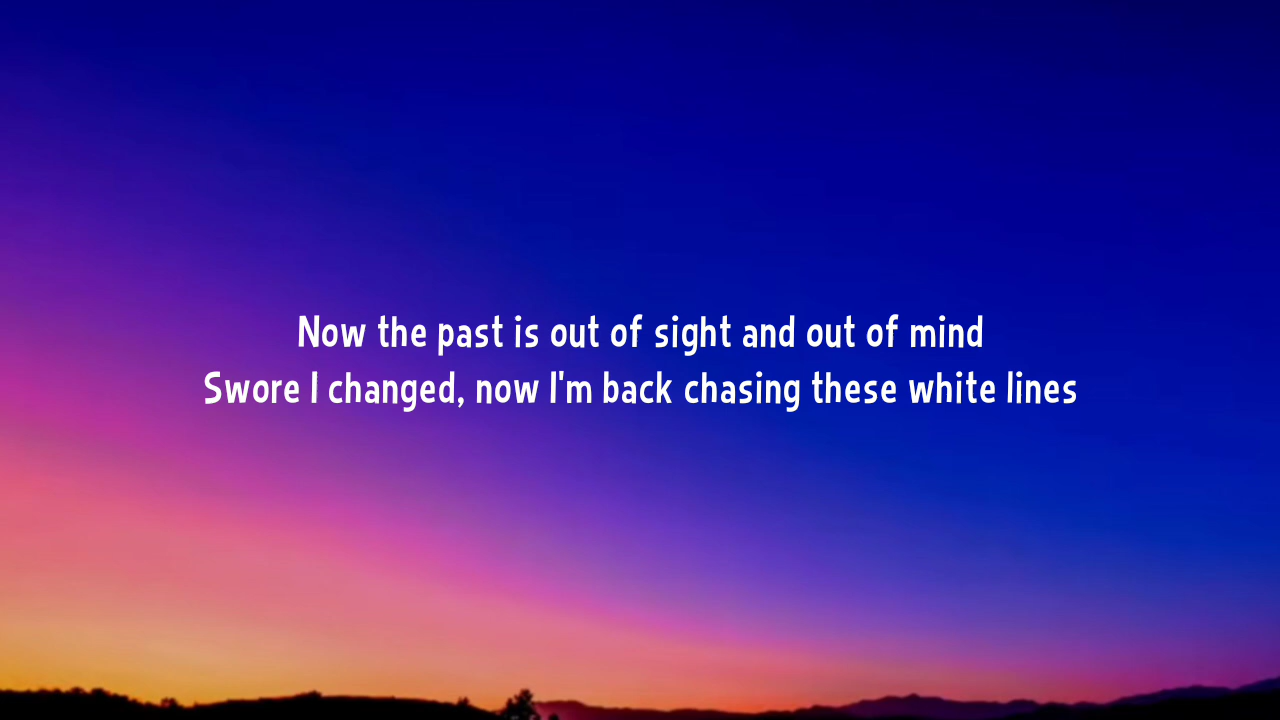 Now the past is out of sight and out of mind
Swore I changed, now I'm back chasing these white lines